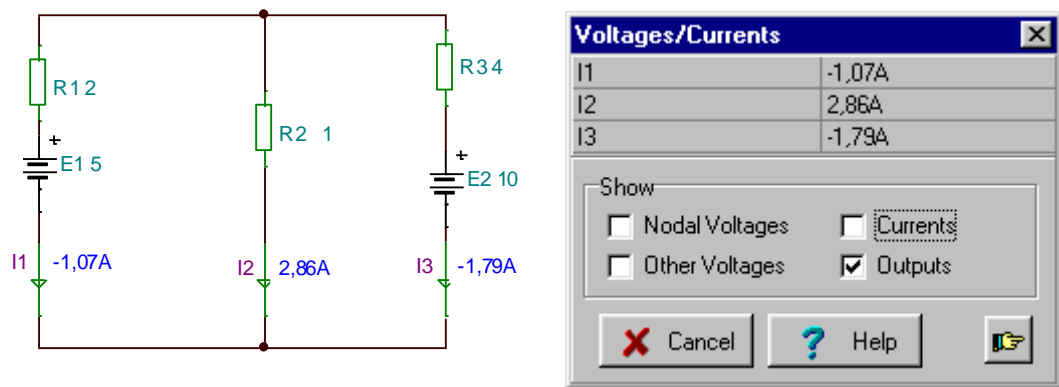 R1 2
R2 1
R3 4
+
E1 5
+
E2 10
I1 -1,07A
I2 2,86A
I3 -1,79A
Voltages/Currents
I1 -1,07A
I2 2,86A
I3 -1,79A
Show
Nodal Voltages
Currents
Other Voltages
Outputs
Cancel
? Help